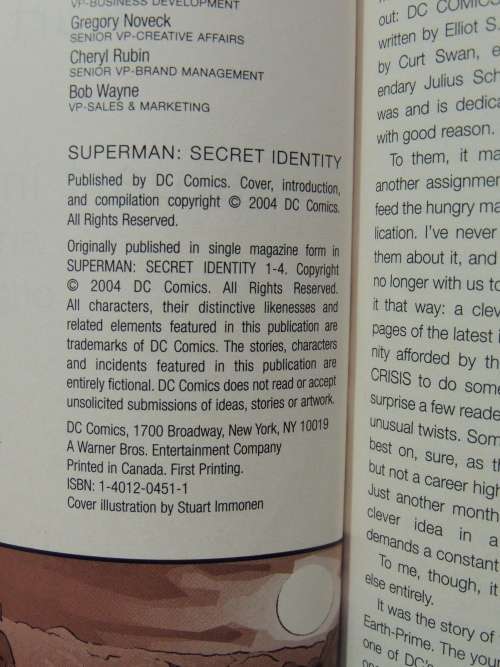 VP-BUSINESS DEVELOPMENT
Gregory Noveck
SENIOR VP-CREATIVE AFFAIRS
Cheryl Rubin
SENIOR VP-BRAND MANAGEMENT
Bob Wayne
VP-SALES & MARKETING
SUPERMAN: SECRET IDENTITY
Published by DC Comics. Cover, introduction,
and compilation copyright © 2004 DC Comics.
All Rights Reserved.
Originally published in single magazine form in
SUPERMAN: SECRET IDENTITY 1-4. Copyright
© 2004 DC Comics. All Rights Reserved.
All characters, their distinctive likenesses and
related elements featured in this publication are
trademarks of DC Comics. The stories, characters
and incidents featured in this publication are
entirely fictional. DC Comics does not read or accept
unsolicited submissions of ideas, stories or artwork.
DC Comics, 1700 Broadway, New York, NY 10019
A Warner Bros. Entertainment Company
Printed in Canada. First Printing.
ISBN: 1-4012-0451-1
Cover illustration by Stuart Immonen
out: DC COMICS
written by Elliot S.
by Curt Swan, e
endary Julius Sch
was and is dedica
with good reason.
To them, it ma
another assignmen
feed the hungry ma
lication. I've never
them about it, and
no longer with us to
it that way: a clev
pages of the latest i
nity afforded by th
CRISIS to do some
surprise a few reade
unusual twists. Som
best on, sure, as th
but not a career high
Just another month
clever idea in a
demands a constant
To me, though, it
else entirely.
It was the story of
Earth-Prime. The you
one of DC's